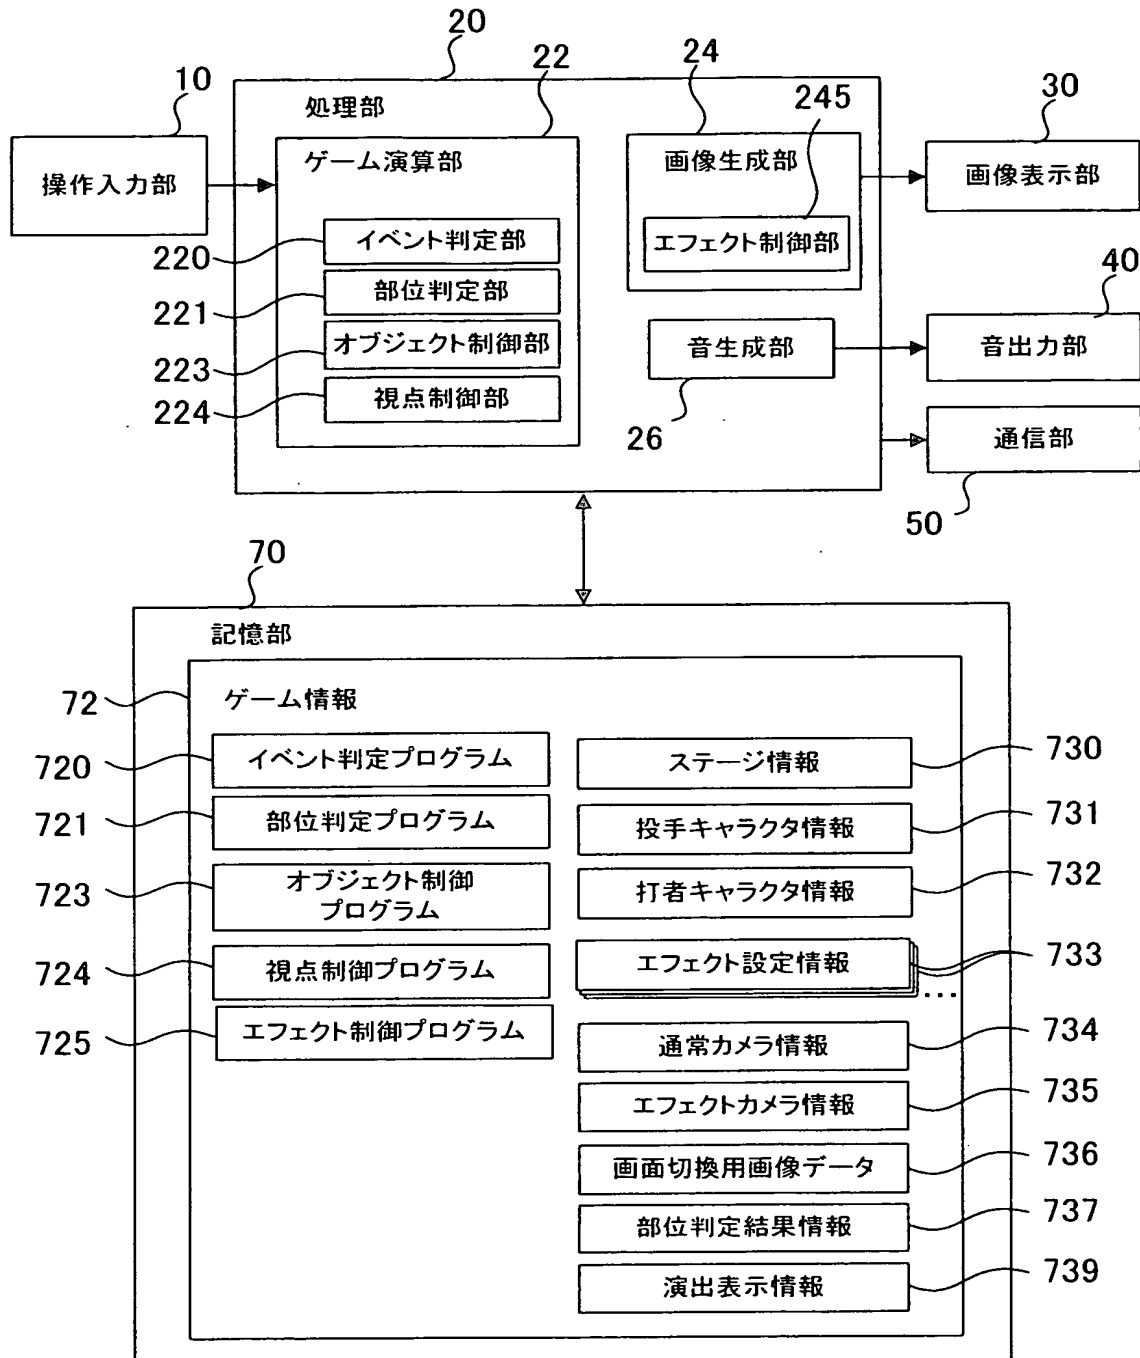 20
22
24
10
245
30
処理部
ゲーム演算部
画像生成部
操作入力部
画像表示部
イベント判定部
エフェクト制御部
220
部位判定部
221
40
オブジェクト制御部
音生成部
音出力部
223
視点制御部
224
26
通信部
50
70
記憶部
72
ゲーム情報
720
イベント判定プログラム
ステージ情報
730
721
部位判定プログラム
投手キャラクタ情報
731
723
オブジェクト制御
プログラム
打者キャラクタ情報
732
724
視点制御プログラム
エフェクト設定情報
733
...
725
エフェクト制御プログラム
通常カメラ情報
734
エフェクトカメラ情報
735
画面切換用画像データ
736
部位判定結果情報
737
演出表示情報
739